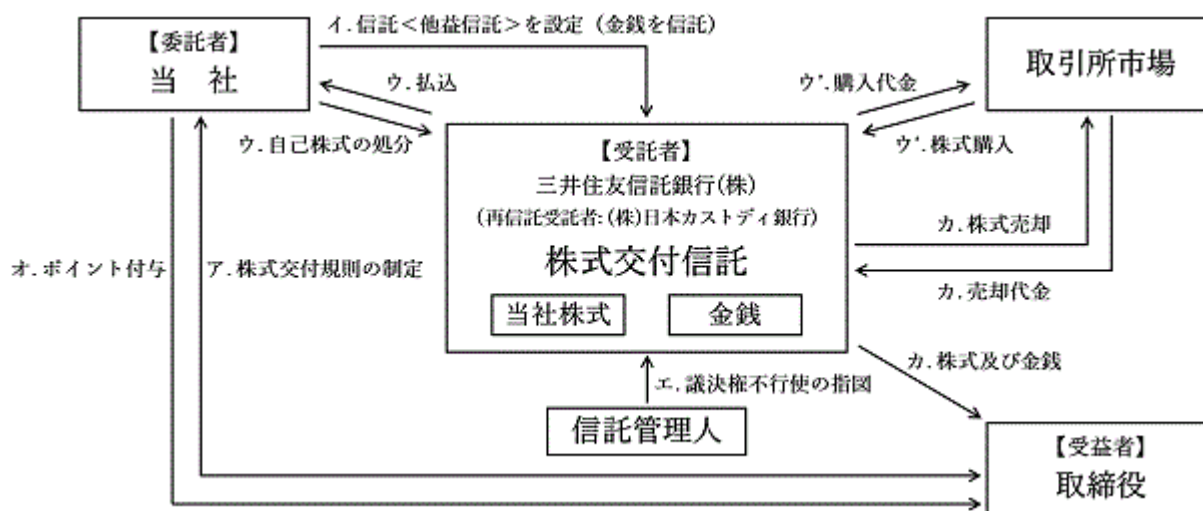 【委託者】
当 社
イ.信託<他益信託>を設定（金銭を信託）
ウ.払込
ウ.自己株式の処分
ウ'.購入代金
取引所市場
ウ'.株式購入
【受託者】
三井住友信託銀行(株)
(再信託受託者:(株)日本カストディ銀行)
株式交付信託
当社株式
金銭
カ.株式売却
カ.売却代金
オ.ポイント付与
ア.株式交付規則の制定
カ.株式及び金銭
エ.議決権不行使の指図
信託管理人
【受益者】
取締役